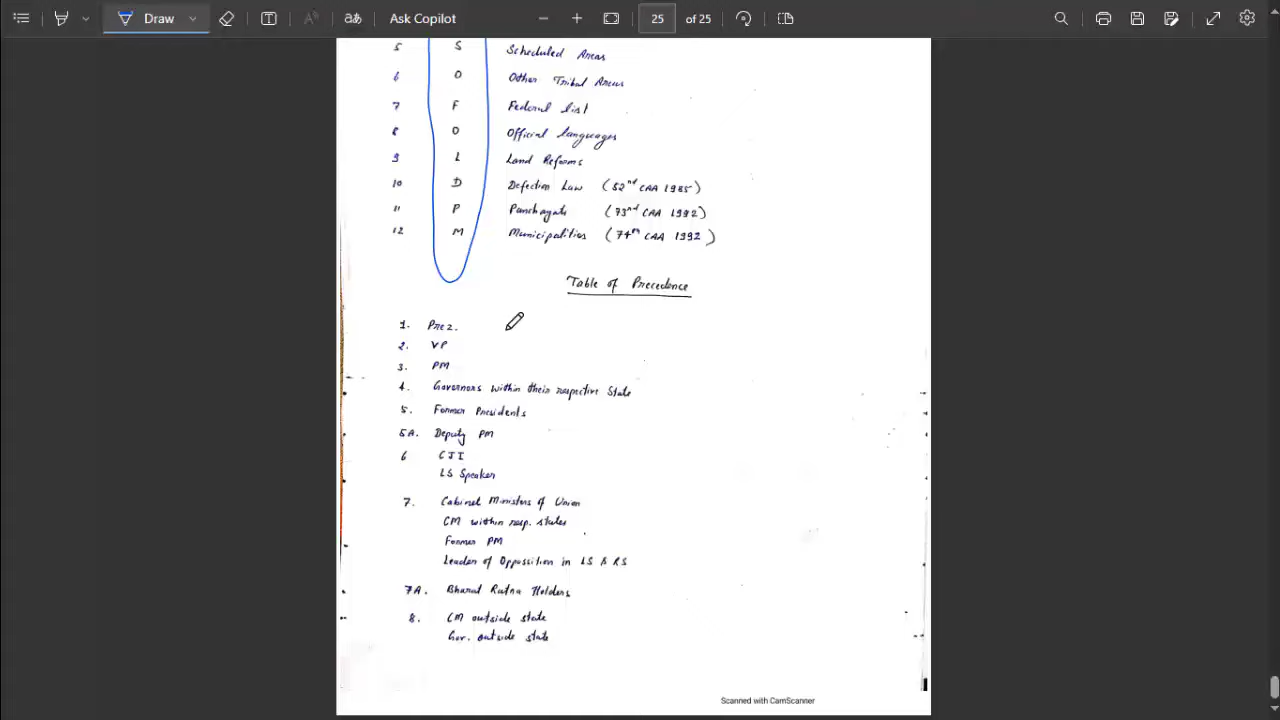 Draw
Ask Copilot
25 of 25
5 S Scheduled Areas
6 O Other Tribal Areas
7 F Federal list
8 O Official languages
9 L Land Reforms
10 D Defection Law (52nd CAA 1985)
11 P Panchayats (73nd CAA 1992)
12 M Municipalities (74th CAA 1992)
Table of Precedence
1. Prez.
2. VP
3. PM
4. Governors within their respective State
5. Former Presidents
5A. Deputy PM
6 CJI
LS Speaker
7. Cabinet Ministers of Union
CM within resp. states
Former PM
Leader of Oppossition in LS & RS
7A. Bharat Ratna Holders
8. CM outside state
Gov. outside state
Scanned with CamScanner